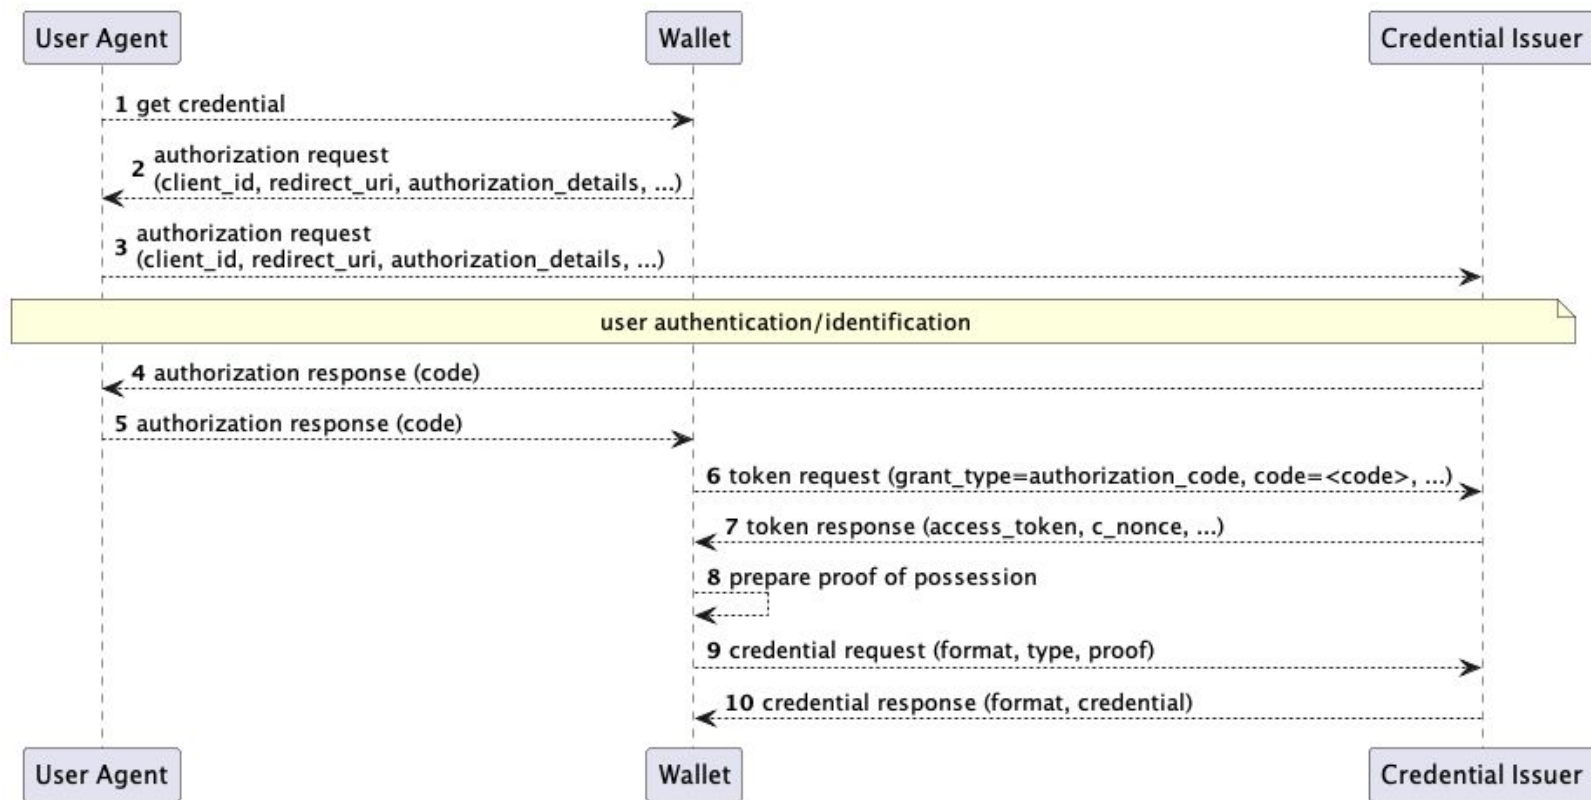 User Agent
Wallet
Credential Issuer
1 get credential
2 authorization request
(client_id, redirect_uri, authorization_details, ...)
3 authorization request
(client_id, redirect_uri, authorization_details, ...)
user authentication/identification
4 authorization response (code)
5 authorization response (code)
6 token request (grant_type=authorization_code, code=<code>, ...)
7 token response (access_token, c_nonce, ...)
8 prepare proof of possession
9 credential request (format, type, proof)
10 credential response (format, credential)
User Agent
Wallet
Credential Issuer